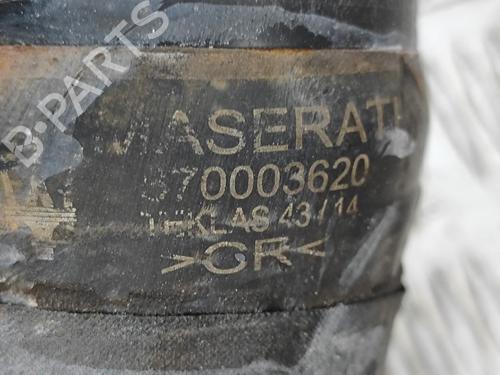 MASERATI
670003620
TEKLAS 43/14
>CR<
B-PARTS